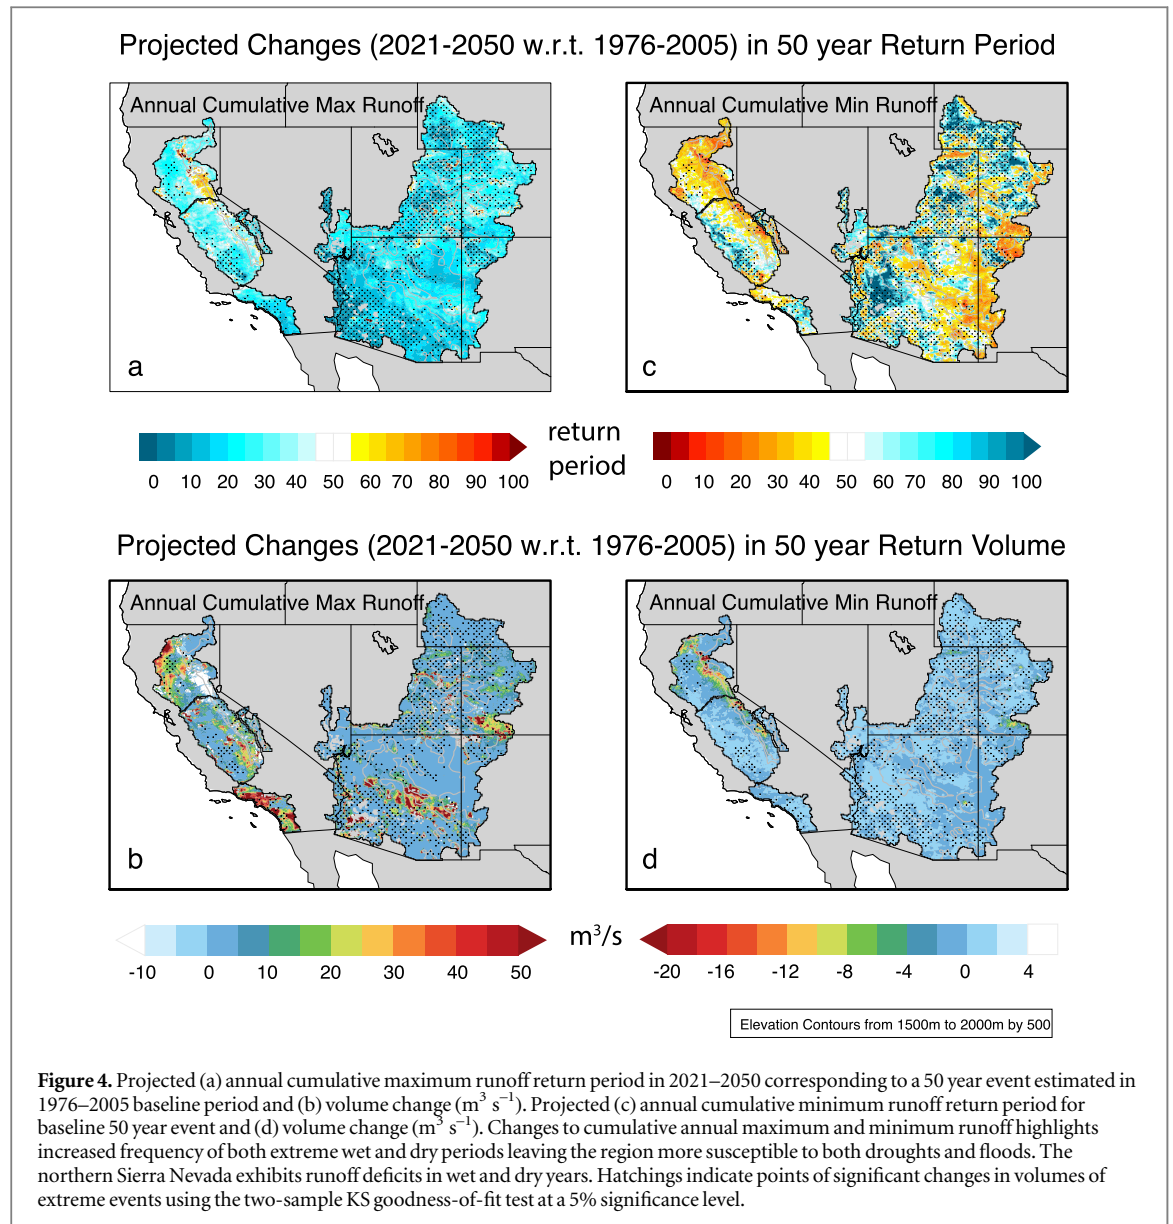 Projected Changes (2021-2050 w.r.t. 1976-2005) in 50 year Return Period
Annual Cumulative Max Runoff
a
Annual Cumulative Min Runoff
c
0 10 20 30 40 50 60 70 80 90 100
return
period
0 10 20 30 40 50 60 70 80 90 100
Projected Changes (2021-2050 w.r.t. 1976-2005) in 50 year Return Volume
Annual Cumulative Max Runoff
b
Annual Cumulative Min Runoff
d
-10 0 10 20 30 40 50
m³/s
-20 -16 -12 -8 -4 0 4
Elevation Contours from 1500m to 2000m by 500
Figure 4. Projected (a) annual cumulative maximum runoff return period in 2021–2050 corresponding to a 50 year event estimated in
1976–2005 baseline period and (b) volume change (m³ s⁻¹). Projected (c) annual cumulative minimum runoff return period for
baseline 50 year event and (d) volume change (m³ s⁻¹). Changes to cumulative annual maximum and minimum runoff highlights
increased frequency of both extreme wet and dry periods leaving the region more susceptible to both droughts and floods. The
northern Sierra Nevada exhibits runoff deficits in wet and dry years. Hatchings indicate points of significant changes in volumes of
extreme events using the two-sample KS goodness-of-fit test at a 5% significance level.